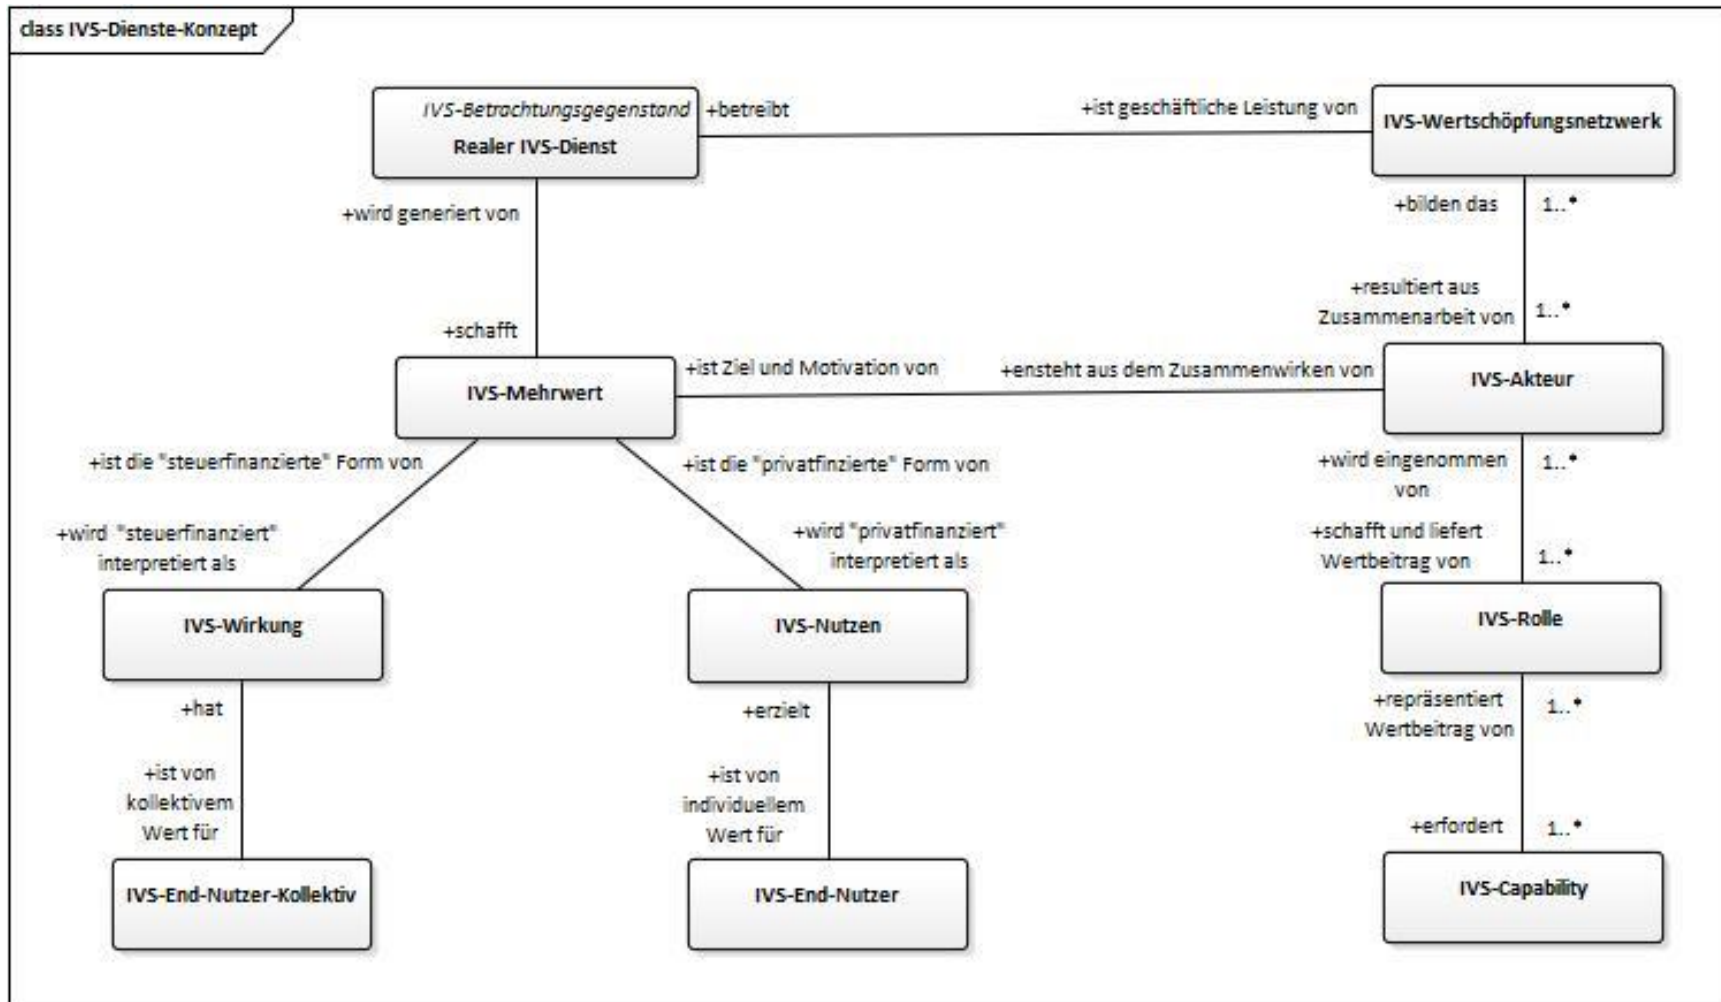 class IVS-Dienste-Konzept
IVS-Betrachtungsgegenstand
Realer IVS-Dienst
+betreibt
+ist geschäftliche Leistung von
IVS-Wertschöpfungsnetzwerk
+wird generiert von
+bilden das
1..*
+schafft
+resultiert aus
Zusammenarbeit von
1..*
IVS-Mehrwert
+ist Ziel und Motivation von
+ensteht aus dem Zusammenwirken von
IVS-Akteur
+ist die "steuerfinanzierte" Form von
+ist die "privatfinzierte" Form von
+wird eingenommen
von
1..*
+wird "steuerfinanziert"
interpretiert als
+wird "privatfinanziert"
interpretiert als
+schafft und liefert
Wertbeitrag von
1..*
IVS-Wirkung
IVS-Nutzen
IVS-Rolle
+hat
+erzielt
+repräsentiert
Wertbeitrag von
1..*
+ist von
kollektivem
Wert für
+ist von
individuellem
Wert für
+erfordert
1..*
IVS-End-Nutzer-Kollektiv
IVS-End-Nutzer
IVS-Capability